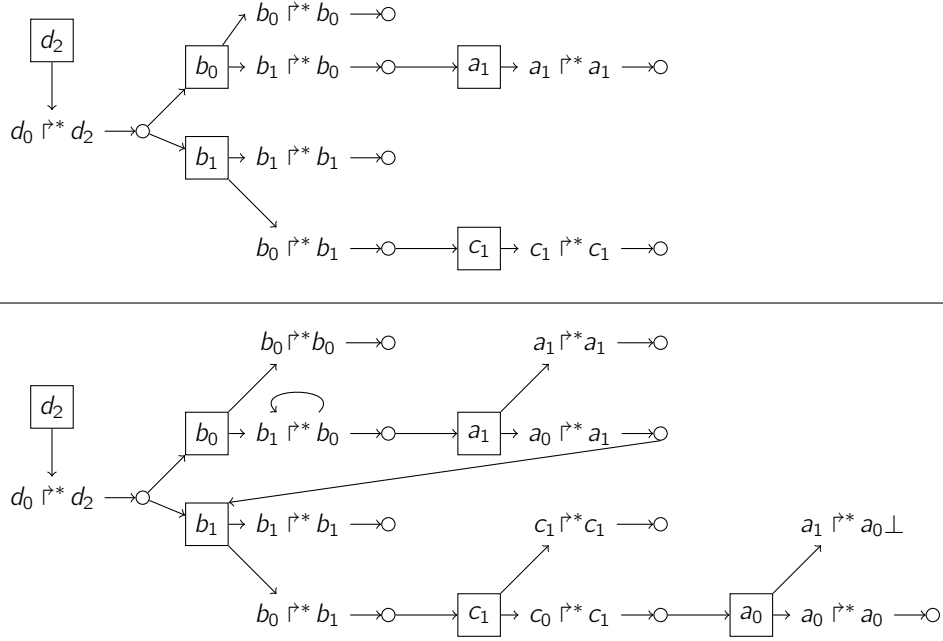 b₀ ↱* b₀
d₂
b₀ b₁ ↱* b₀ a₁ a₁ ↱* a₁
d₀ ↱* d₂
b₁ b₁ ↱* b₁
b₀ ↱* b₁ c₁ c₁ ↱* c₁
b₀ ↱* b₀ a₁ ↱* a₁
d₂
b₀ b₁ ↱* b₀ a₁ a₀ ↱* a₁
d₀ ↱* d₂
b₁ b₁ ↱* b₁ c₁ ↱* c₁ a₁ ↱* a₀ ⊥
b₀ ↱* b₁ c₁ c₀ ↱* c₁ a₀ a₀ ↱* a₀